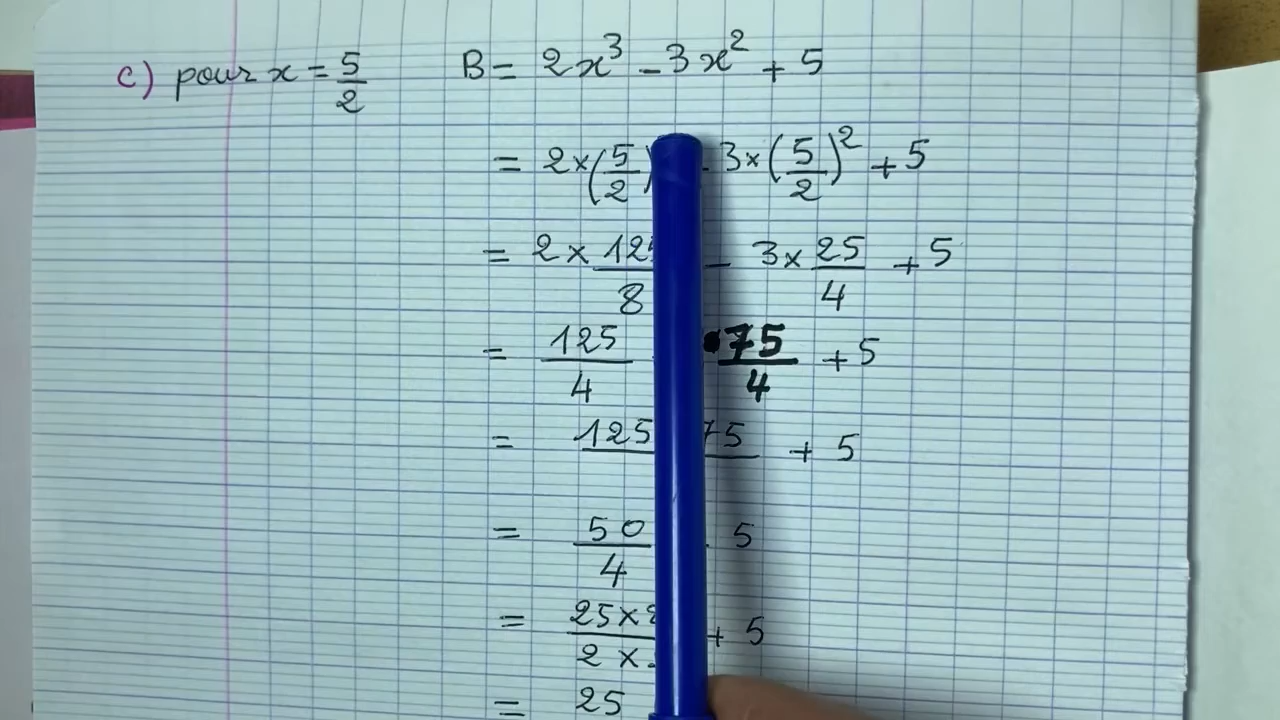 c) pour x = 5/2 B = 2x³ - 3x² + 5
= 2 × (5/2) - 3 × (5/2)² + 5
= 2 × 125/8 - 3 × 25/4 + 5
= 125/4 75/4 + 5
= 125 75 + 5
= 50/4 5
= 25 × / 2 × + 5
= 25